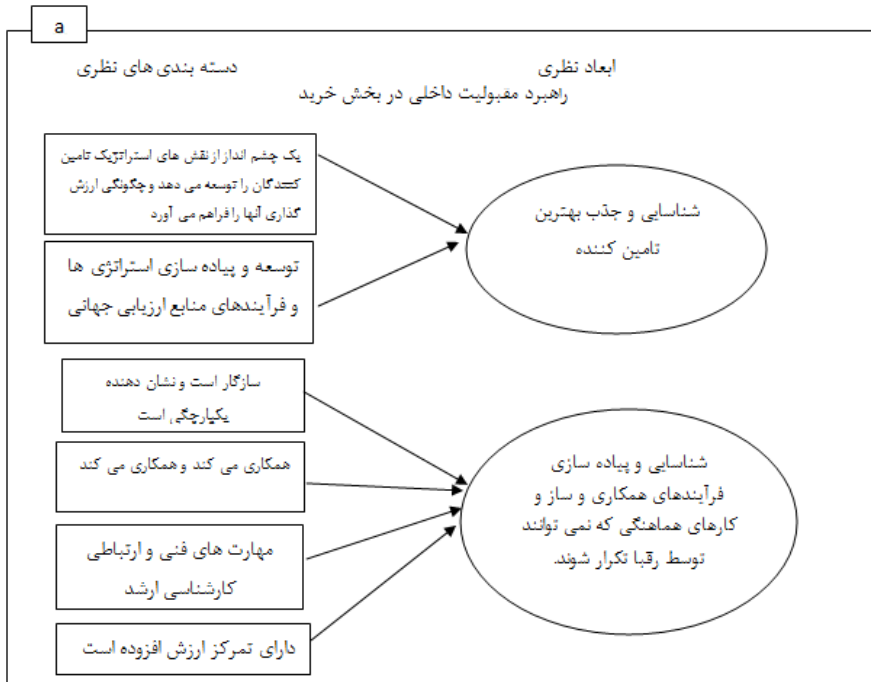 a
ابعاد نظری
دسته بندی های نظری
راهبرد مقبولیت داخلی در بخش خرید
یک چشم انداز از نقش های استراتژیک تامین
کنندگان را توسعه می دهد و چگونگی ارزش
گذاری آنها را فراهم می آورد
توسعه و پیاده سازی استراتژی ها
و فرآیندهای منابع ارزیابی جهانی
شناسایی و جذب بهترین
تامین کننده
سازگار است و نشان دهنده
یکپارچگی است
همکاری می کند و همکاری می کند
مهارت های فنی و ارتباطی
کارشناسی ارشد
دارای تمرکز ارزش افزوده است
شناسایی و پیاده سازی
فرآیندهای همکاری و ساز و
کارهای هماهنگی که نمی توانند
توسط رقبا تکرار شوند.